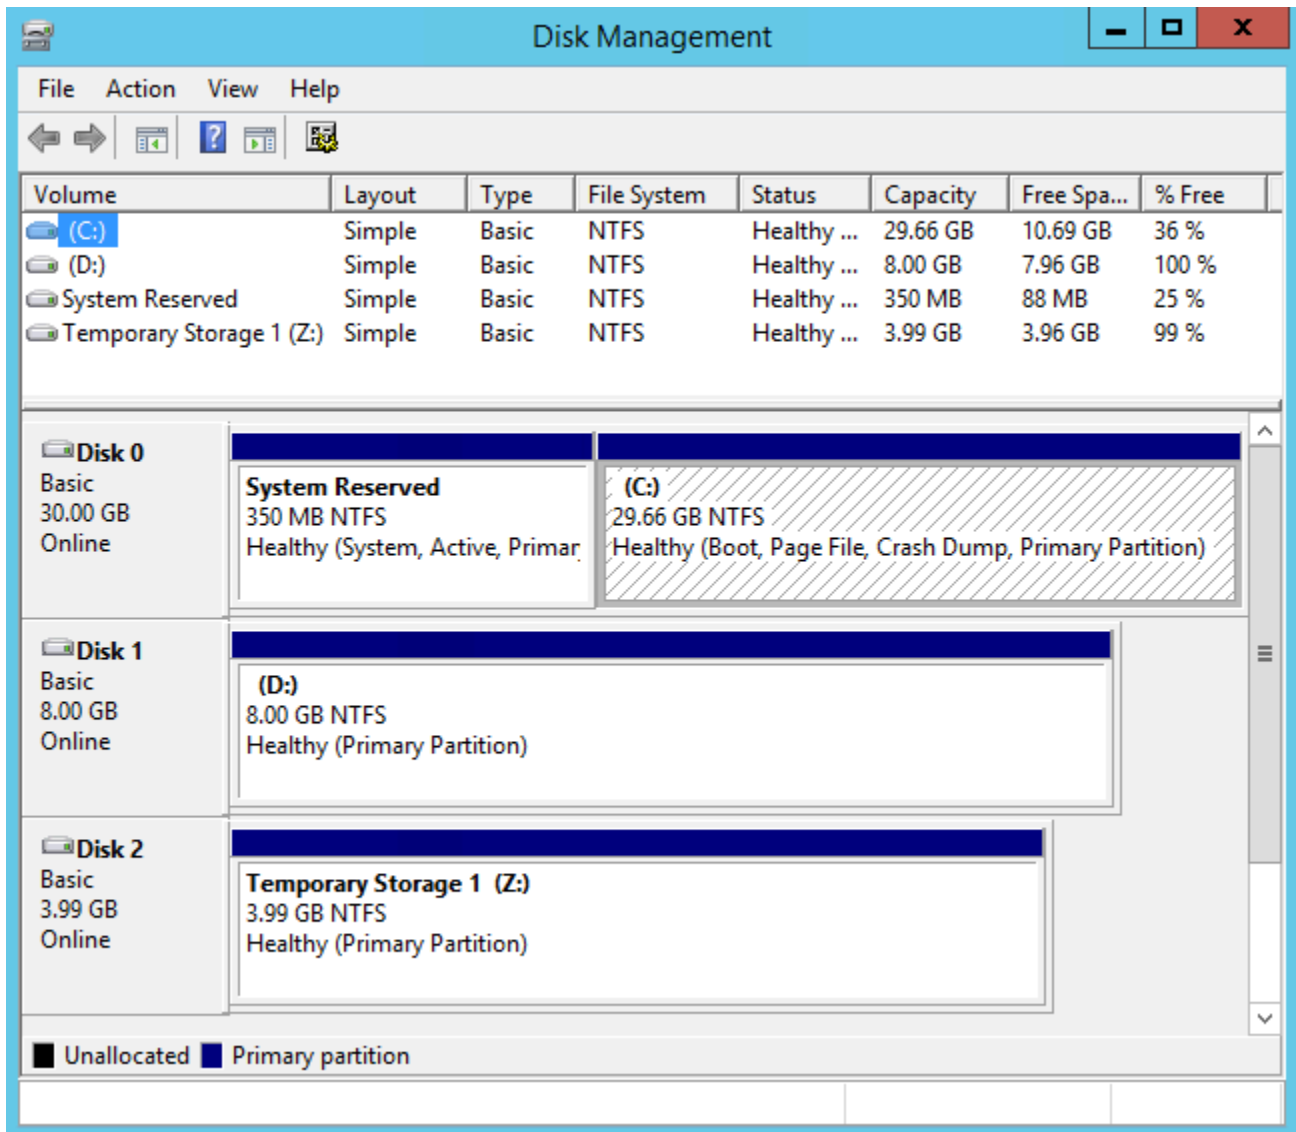 Disk Management
File Action View Help
Volume Layout Type File System Status Capacity Free Spa... % Free
(C:) Simple Basic NTFS Healthy ... 29.66 GB 10.69 GB 36 %
(D:) Simple Basic NTFS Healthy ... 8.00 GB 7.96 GB 100 %
System Reserved Simple Basic NTFS Healthy ... 350 MB 88 MB 25 %
Temporary Storage 1 (Z:) Simple Basic NTFS Healthy ... 3.99 GB 3.96 GB 99 %
Disk 0
Basic
30.00 GB
Online
System Reserved
350 MB NTFS
Healthy (System, Active, Primar
(C:)
29.66 GB NTFS
Healthy (Boot, Page File, Crash Dump, Primary Partition)
Disk 1
Basic
8.00 GB
Online
(D:)
8.00 GB NTFS
Healthy (Primary Partition)
Disk 2
Basic
3.99 GB
Online
Temporary Storage 1 (Z:)
3.99 GB NTFS
Healthy (Primary Partition)
Unallocated Primary partition